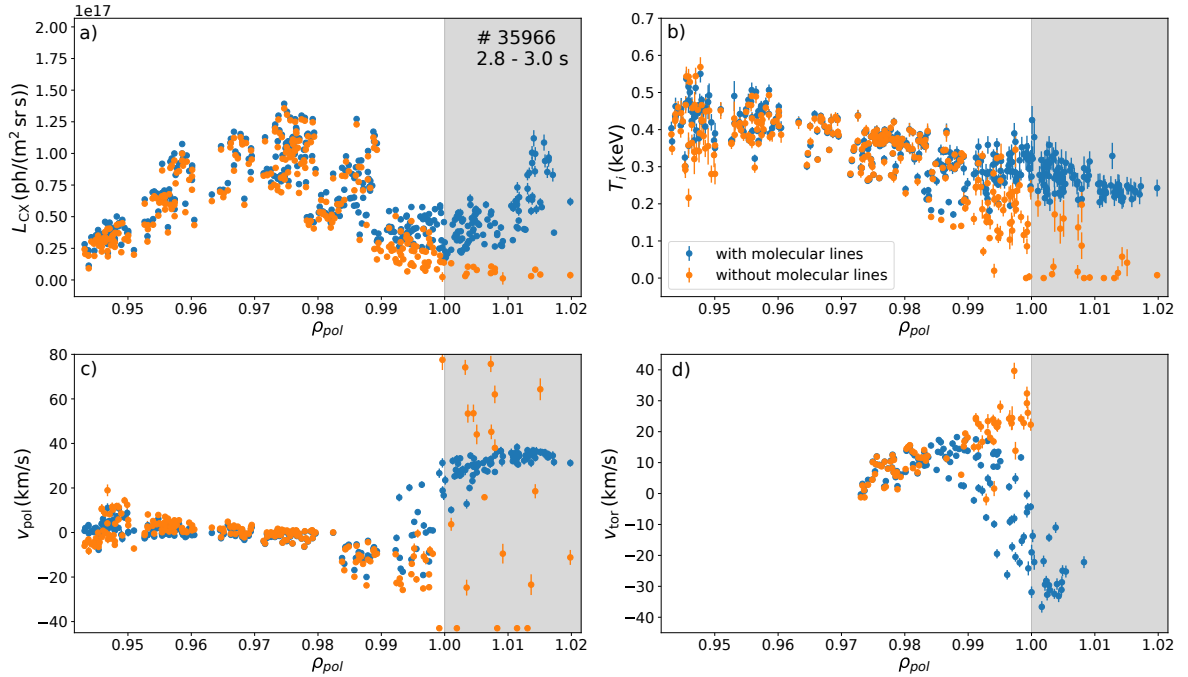 1e17
a)
# 35966
2.8 - 3.0 s
2.00
1.75
1.50
1.25
1.00
0.75
0.50
0.25
0.00
L_CX (ph/(m² sr s))
0.95 0.96 0.97 0.98 0.99 1.00 1.01 1.02
ρ_pol
b)
0.7
0.6
0.5
0.4
0.3
0.2
0.1
0.0
T_i (keV)
with molecular lines
without molecular lines
0.95 0.96 0.97 0.98 0.99 1.00 1.01 1.02
ρ_pol
c)
80
60
40
20
0
−20
−40
v_pol (km/s)
0.95 0.96 0.97 0.98 0.99 1.00 1.01 1.02
ρ_pol
d)
40
30
20
10
0
−10
−20
−30
−40
v_tor (km/s)
0.95 0.96 0.97 0.98 0.99 1.00 1.01 1.02
ρ_pol